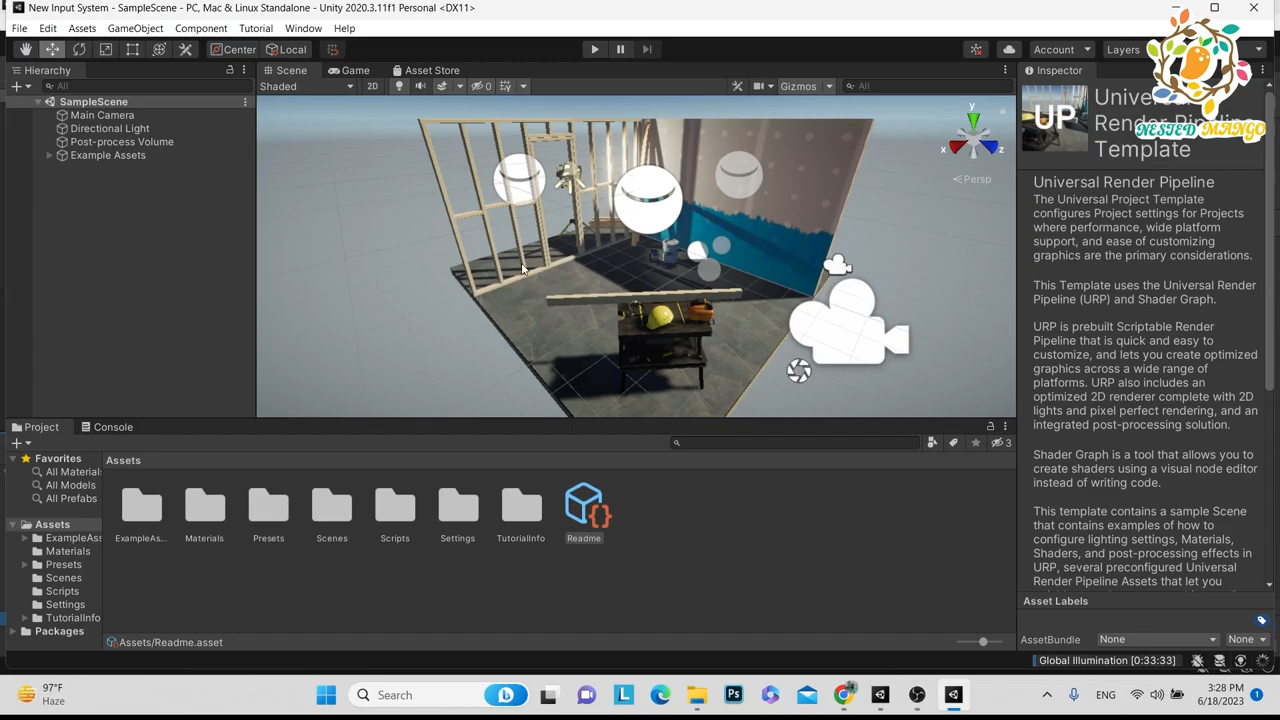 New Input System - SampleScene - PC, Mac & Linux Standalone - Unity 2020.3.11f1 Personal <DX11>
File Edit Assets GameObject Component Tutorial Window Help
Center Local Account Layers
Hierarchy Scene Game Asset Store Inspector
All Shaded 2D 0 Gizmos All
SampleScene
Main Camera
Directional Light
Post-process Volume
Example Assets
y
x
z
Persp
UP
Universal
Render Pipeline
Template
NESTED MANGO
Universal Render Pipeline
The Universal Project Template
configures Project settings for Projects
where performance, wide platform
support, and ease of customizing
graphics are the primary considerations.
This Template uses the Universal Render
Pipeline (URP) and Shader Graph.
URP is prebuilt Scriptable Render
Pipeline that is quick and easy to
customize, and lets you create optimized
graphics across a wide range of
platforms. URP also includes an
optimized 2D renderer complete with 2D
lights and pixel perfect rendering, and an
integrated post-processing solution.
Shader Graph is a tool that allows you to
create shaders using a visual node editor
instead of writing code.
This template contains a sample Scene
that contains examples of how to
configure lighting settings, Materials,
Shaders, and post-processing effects in
URP, several preconfigured Universal
Render Pipeline Assets that let you
Asset Labels
AssetBundle None None
Global Illumination [0:33:33]
Project Console
3
Favorites
All Materials
All Models
All Prefabs
Assets
ExampleAss
Materials
Presets
Scenes
Scripts
Settings
TutorialInfo
Packages
Assets
ExampleAs... Materials Presets Scenes Scripts Settings TutorialInfo Readme
Assets/Readme.asset
97°F
Haze
Search
L
Ps
ENG
3:28 PM
6/18/2023
1